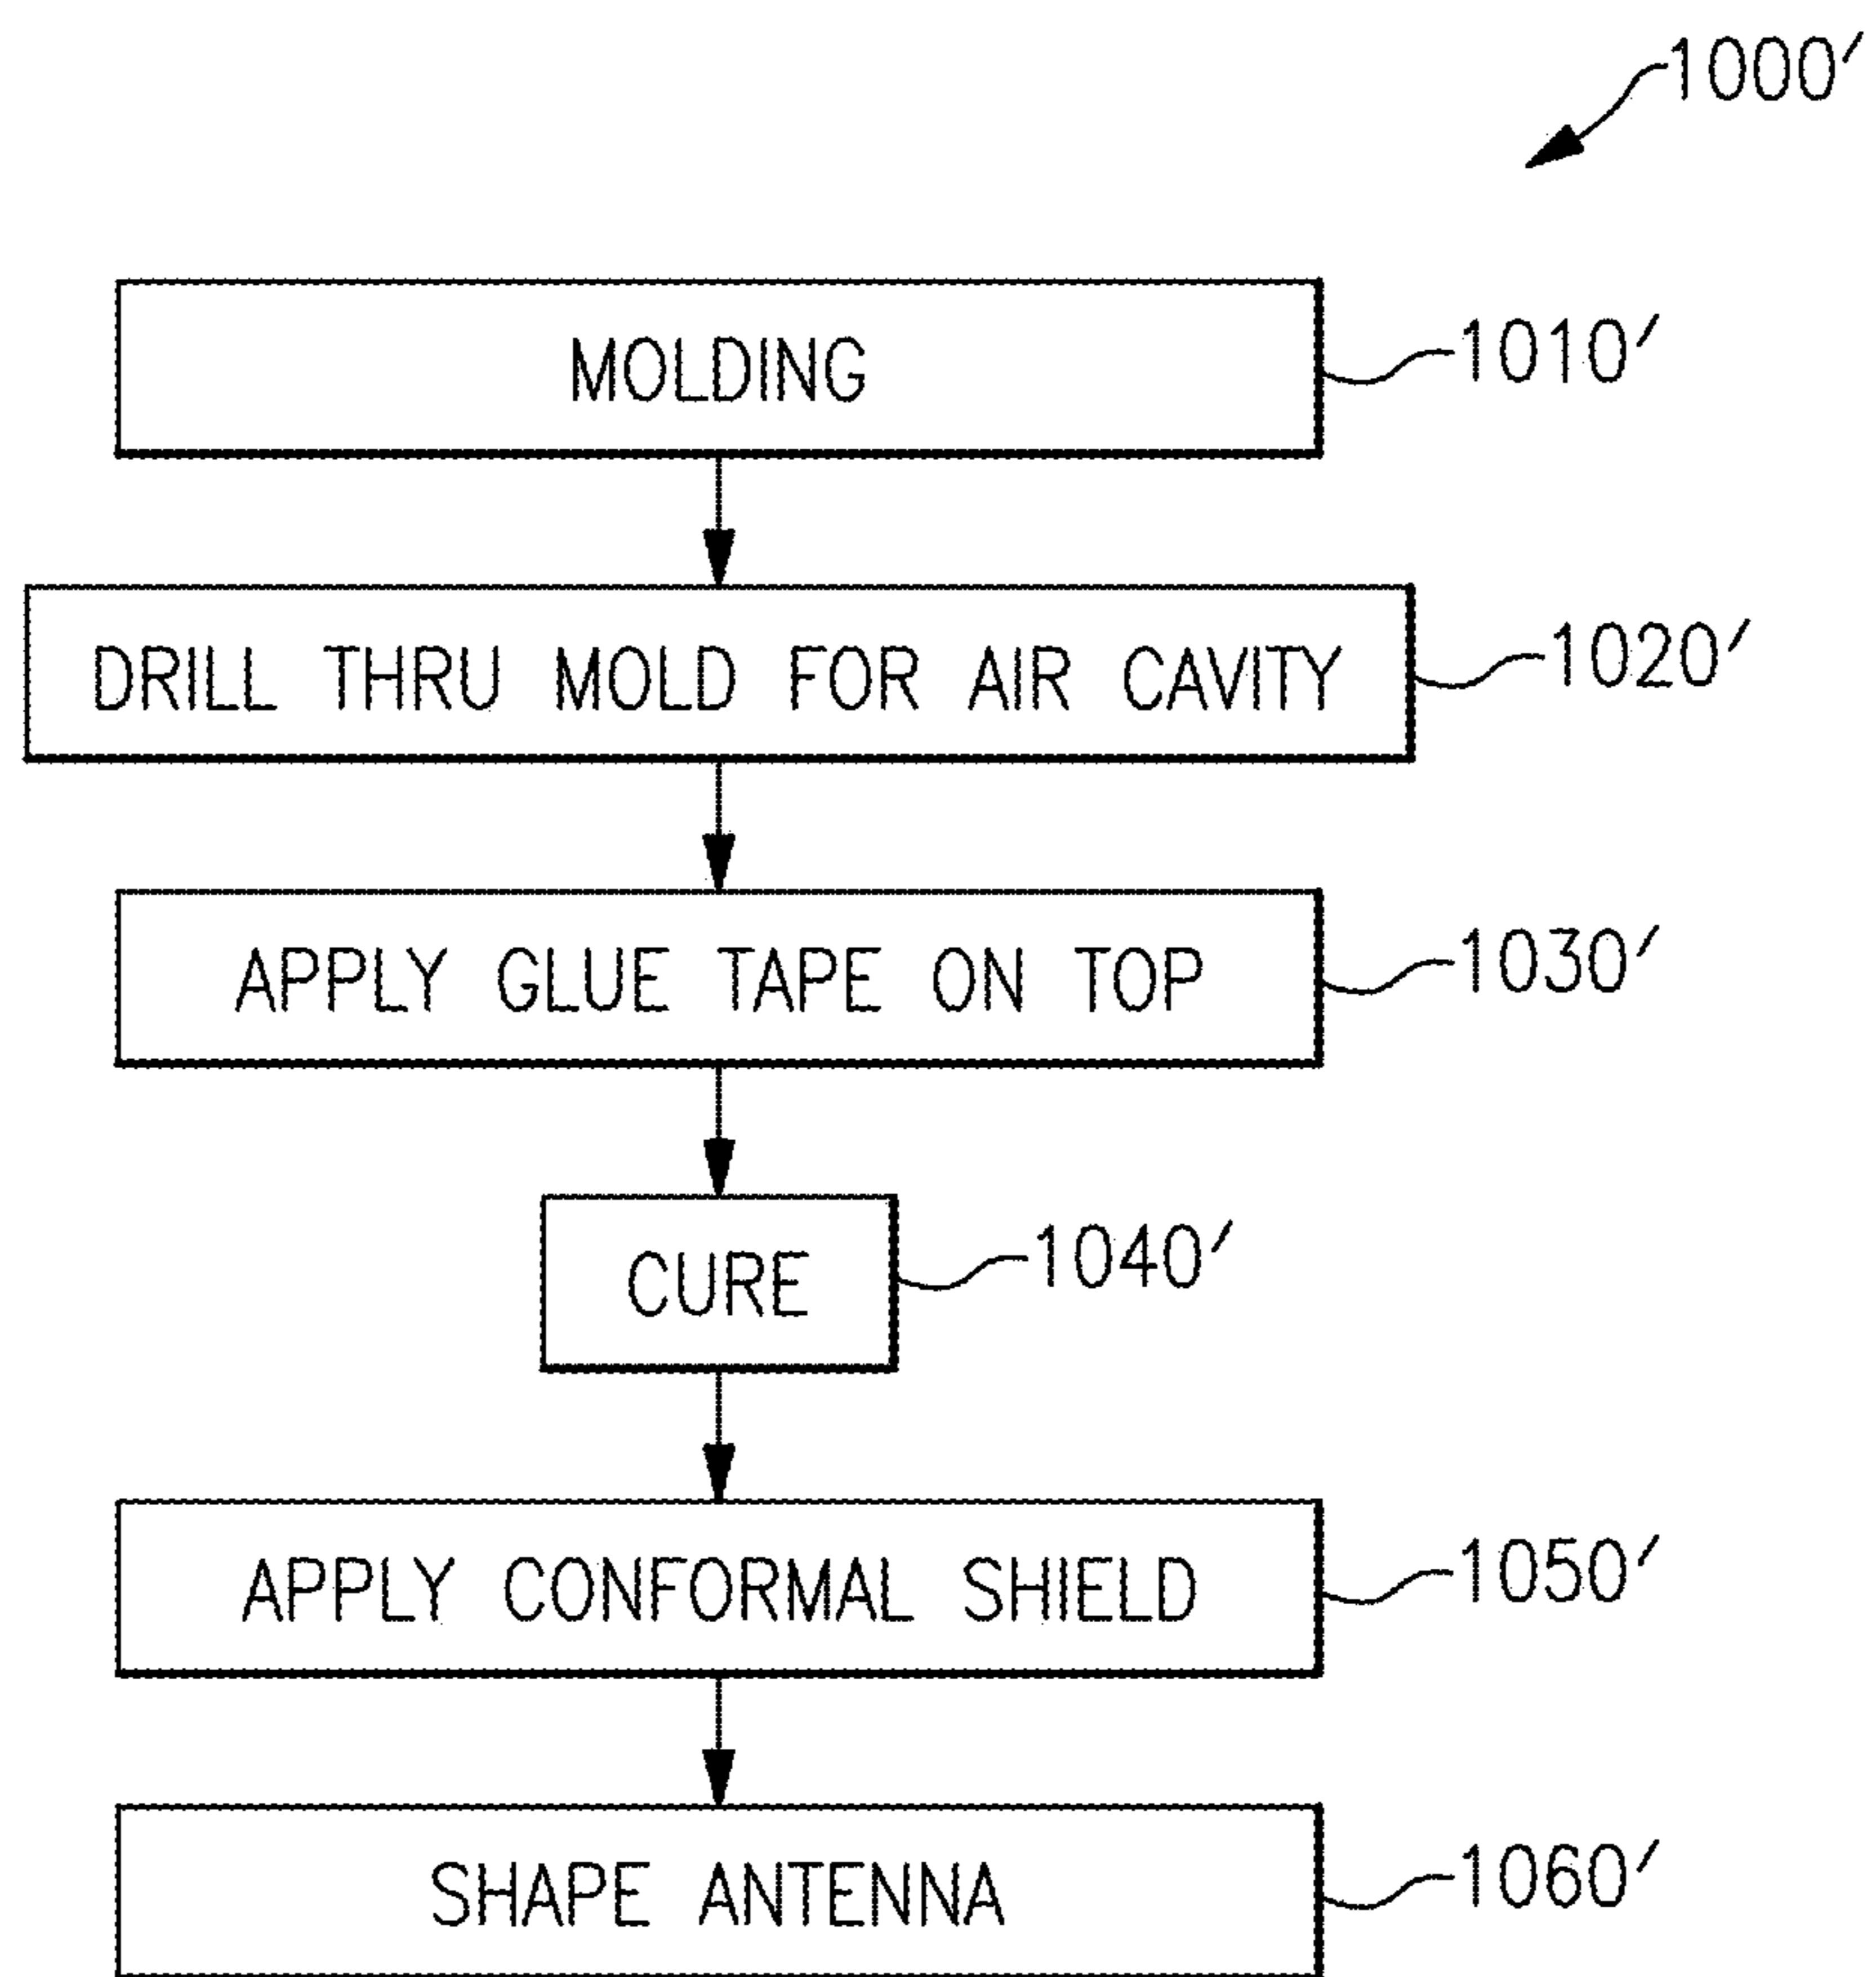 1000′
MOLDING
1010′
DRILL THRU MOLD FOR AIR CAVITY
1020′
APPLY GLUE TAPE ON TOP
1030′
CURE
1040′
APPLY CONFORMAL SHIELD
1050′
SHAPE ANTENNA
1060′